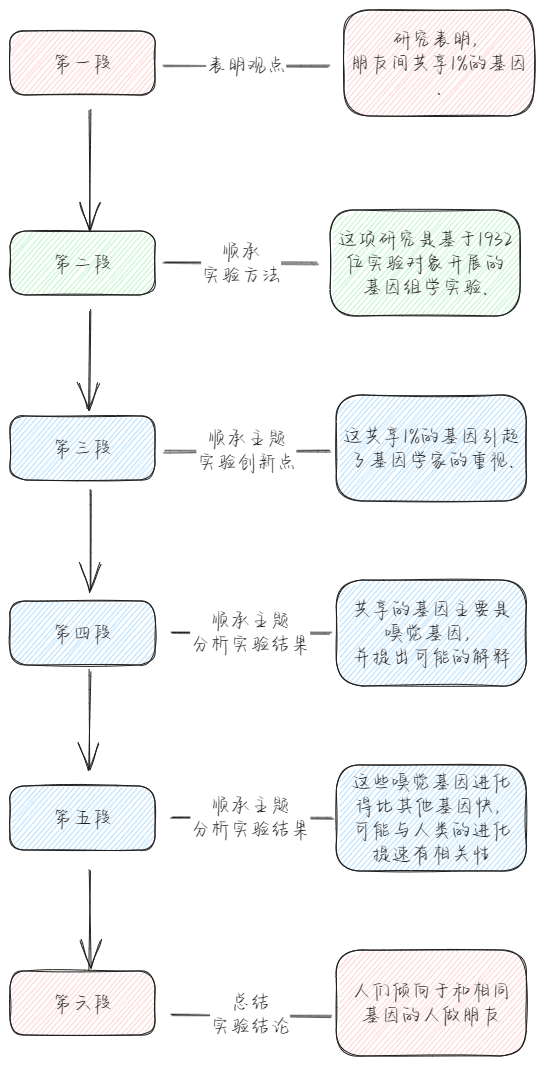 第一段
表明观点
研究表明,
朋友间共享1%的基因
.
第二段
顺承
实验方法
这项研究是基于1932
位实验对象开展的
基因组学实验.
第三段
顺承主题
实验创新点
这共享1%的基因引起
了基因学家的重视.
第四段
顺承主题
分析实验结果
共享的基因主要是
嗅觉基因,
并提出可能的解释
第五段
顺承主题
分析实验结果
这些嗅觉基因进化
得比其他基因快,
可能与人类的进化
提速有相关性
第六段
总结
实验结论
人们倾向于和相同
基因的人做朋友